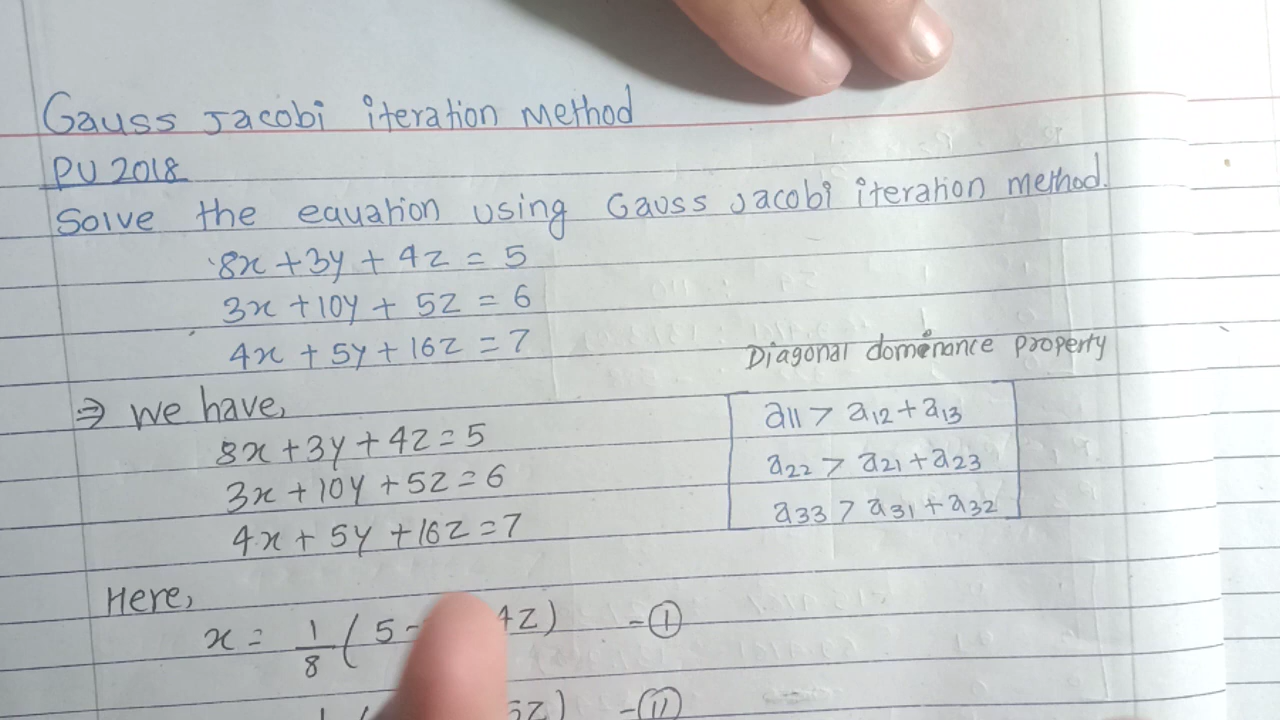 Gauss Jacobi iteration method
PU 2018
Solve the equation using Gauss Jacobi iteration method.
8x + 3y + 4z = 5
3x + 10y + 5z = 6
4x + 5y + 16z = 7
Diagonal dominance property
a11 > a12 + a13
a22 > a21 + a23
a33 > a31 + a32
⇒ We have,
8x + 3y + 4z = 5
3x + 10y + 5z = 6
4x + 5y + 16z = 7
Here,
x = 1/8 ( 5 - 4z) - ①
5z) - ⑪